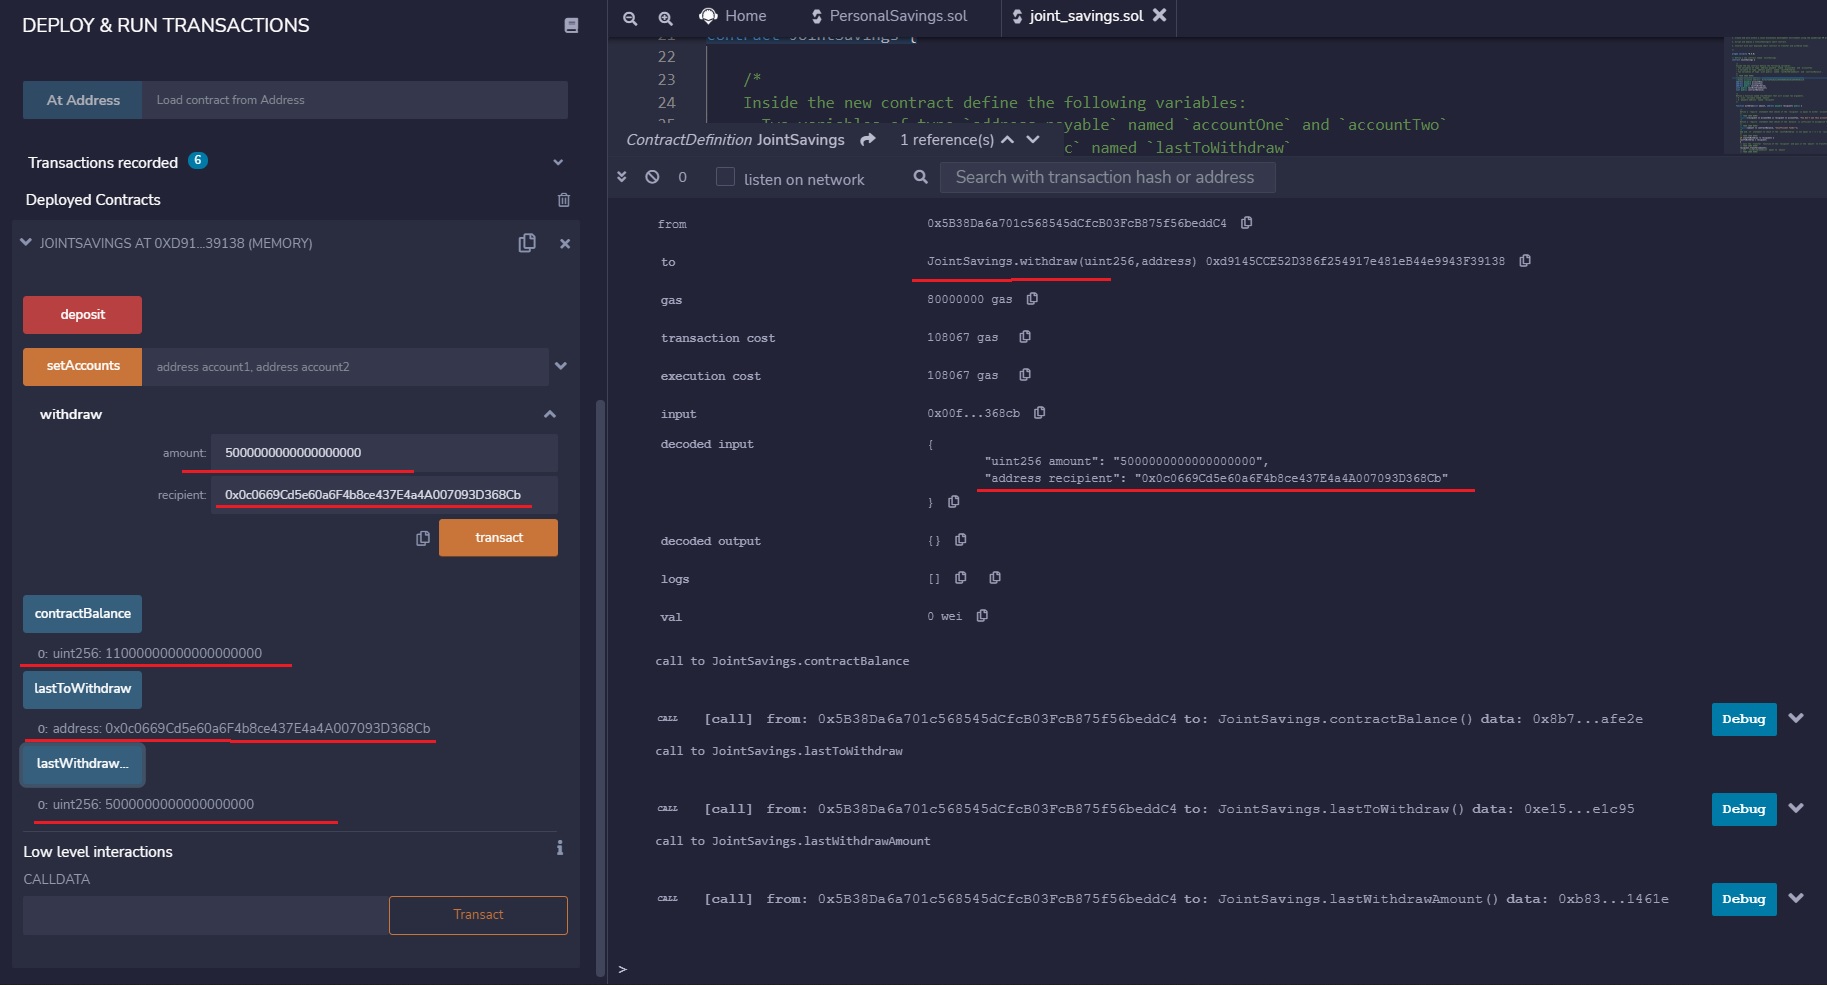 DEPLOY & RUN TRANSACTIONS
At Address
Load contract from Address
Transactions recorded 6
Deployed Contracts
JOINTSAVINGS AT 0XD91...39138 (MEMORY)
deposit
setAccounts
address account1, address account2
withdraw
amount:
5000000000000000000
recipient:
0x0c0669Cd5e60a6F4b8ce437E4a4A007093D368Cb
transact
contractBalance
0: uint256: 11000000000000000000
lastToWithdraw
0: address: 0x0c0669Cd5e60a6F4b8ce437E4a4A007093D368Cb
lastWithdraw...
0: uint256: 5000000000000000000
Low level interactions
i
CALLDATA
Transact
Home
PersonalSavings.sol
joint_savings.sol
21 contract JointSavings {
22
23 /*
24 Inside the new contract define the following variables:
payable` named `accountOne` and `accountTwo`
ContractDefinition JointSavings
1 reference(s)
c` named `lastToWithdraw`
0
listen on network
Search with transaction hash or address
from 0x5B38Da6a701c568545dCfcB03FcB875f56beddC4
to JointSavings.withdraw(uint256,address) 0xd9145CCE52D386f254917e481eB44e9943F39138
gas 80000000 gas
transaction cost 108067 gas
execution cost 108067 gas
input 0x00f...368cb
decoded input {
"uint256 amount": "5000000000000000000",
"address recipient": "0x0c0669Cd5e60a6F4b8ce437E4a4A007093D368Cb"
}
decoded output {}
logs []
val 0 wei
call to JointSavings.contractBalance
CALL [call] from: 0x5B38Da6a701c568545dCfcB03FcB875f56beddC4 to: JointSavings.contractBalance() data: 0x8b7...afe2e
Debug
call to JointSavings.lastToWithdraw
CALL [call] from: 0x5B38Da6a701c568545dCfcB03FcB875f56beddC4 to: JointSavings.lastToWithdraw() data: 0xe15...e1c95
Debug
call to JointSavings.lastWithdrawAmount
CALL [call] from: 0x5B38Da6a701c568545dCfcB03FcB875f56beddC4 to: JointSavings.lastWithdrawAmount() data: 0xb83...1461e
Debug
>